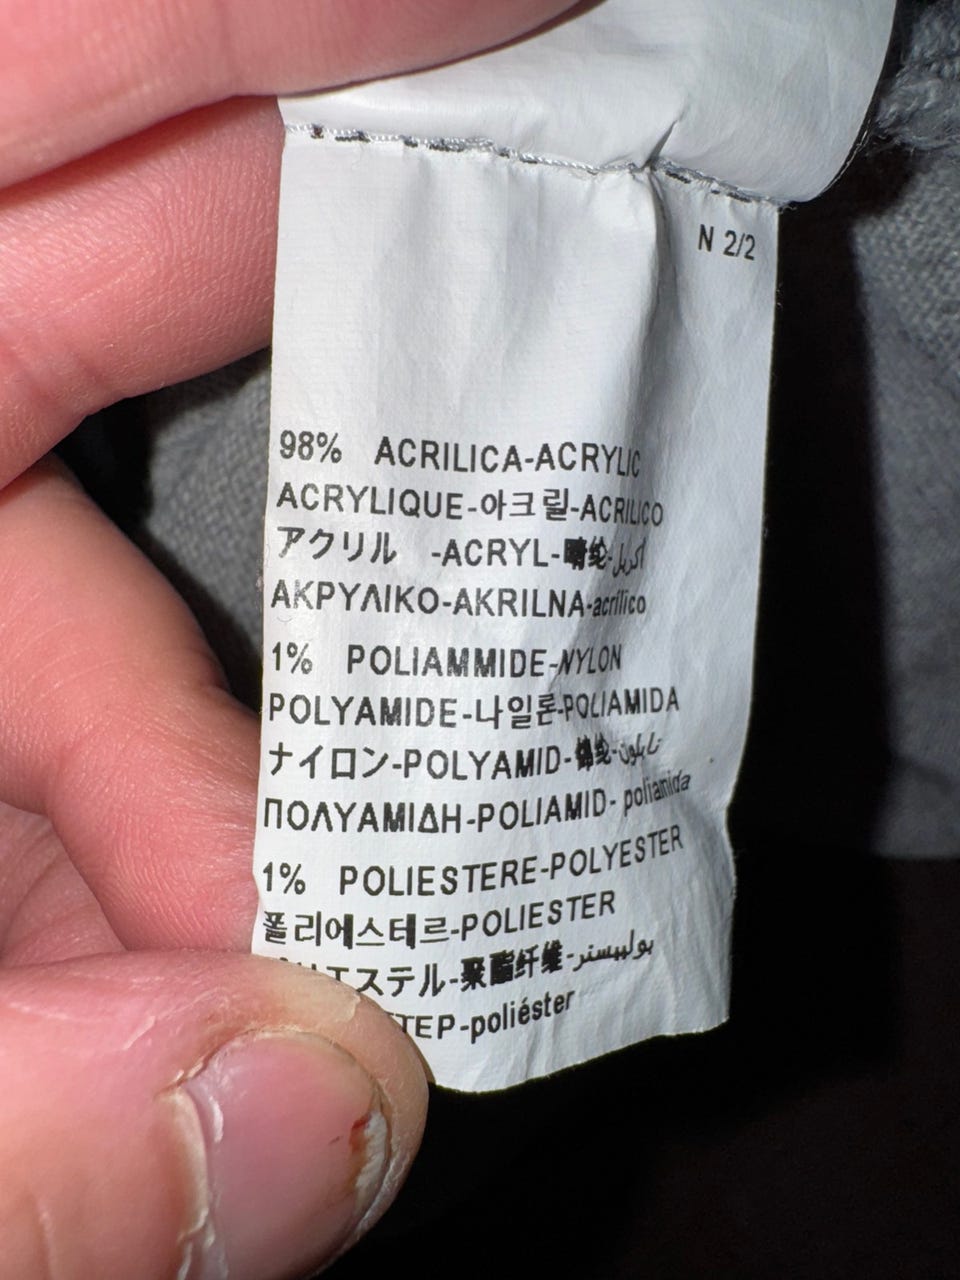 N 2/2
98% ACRILICA-ACRYLIC
ACRYLIQUE-아크릴-ACRILICO
アクリル -ACRYL-腈纶-أكريل
ΑΚΡΥΛΙΚΟ-AKRILNA-acrílico
1% POLIAMMIDE-NYLON
POLYAMIDE-나일론-POLIAMIDA
ナイロン-POLYAMID-锦纶-نايلون
ΠΟΛΥΑΜΙΔΗ-POLIAMID- poliamida
1% POLIESTERE-POLYESTER
폴리에스테르-POLIESTER
エステル-聚酯纤维-بوليستر
-poliéster